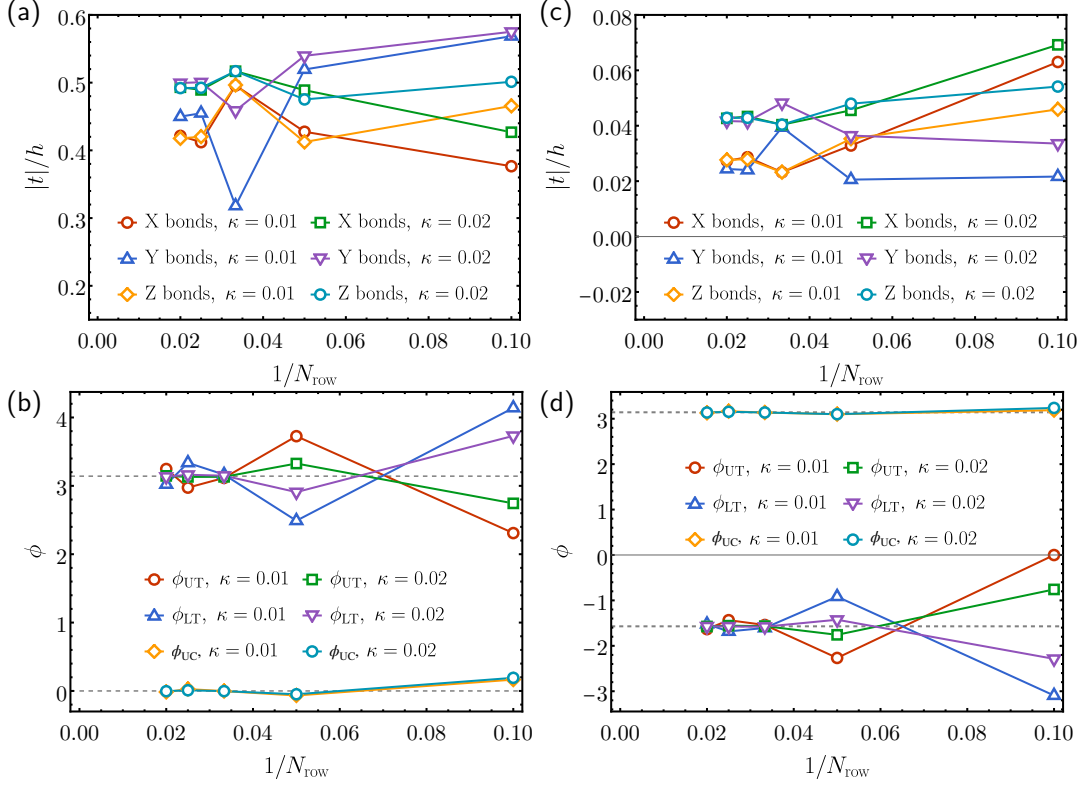 (a)
0.6
0.5
0.4
0.3
0.2
|t|/h
X bonds, κ = 0.01
X bonds, κ = 0.02
Y bonds, κ = 0.01
Y bonds, κ = 0.02
Z bonds, κ = 0.01
Z bonds, κ = 0.02
0.00 0.02 0.04 0.06 0.08 0.10
1/N_row
(c)
0.08
0.06
0.04
0.02
0.00
−0.02
|t|/h
X bonds, κ = 0.01
X bonds, κ = 0.02
Y bonds, κ = 0.01
Y bonds, κ = 0.02
Z bonds, κ = 0.01
Z bonds, κ = 0.02
0.00 0.02 0.04 0.06 0.08 0.10
1/N_row
(b)
4
3
2
1
0
ϕ
ϕ_UT, κ = 0.01
ϕ_UT, κ = 0.02
ϕ_LT, κ = 0.01
ϕ_LT, κ = 0.02
ϕ_UC, κ = 0.01
ϕ_UC, κ = 0.02
0.00 0.02 0.04 0.06 0.08 0.10
1/N_row
(d)
3
2
1
0
-1
-2
-3
ϕ
ϕ_UT, κ = 0.01
ϕ_UT, κ = 0.02
ϕ_LT, κ = 0.01
ϕ_LT, κ = 0.02
ϕ_UC, κ = 0.01
ϕ_UC, κ = 0.02
0.00 0.02 0.04 0.06 0.08 0.10
1/N_row